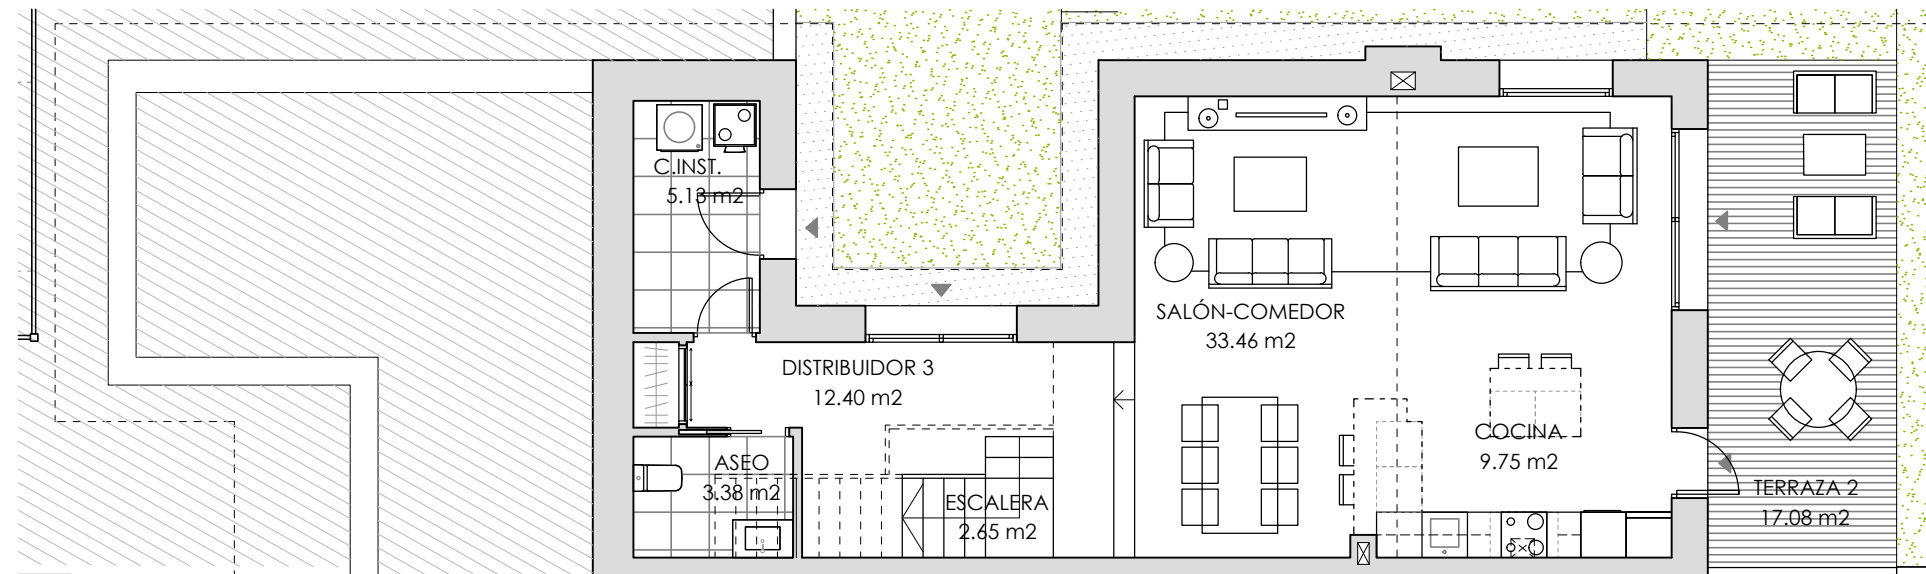 C.INST.
5.13 m2
SALÓN-COMEDOR
33.46 m2
DISTRIBUIDOR 3
12.40 m2
COCINA
9.75 m2
ASEO
3.38 m2
ESCALERA
2.65 m2
TERRAZA 2
17.08 m2